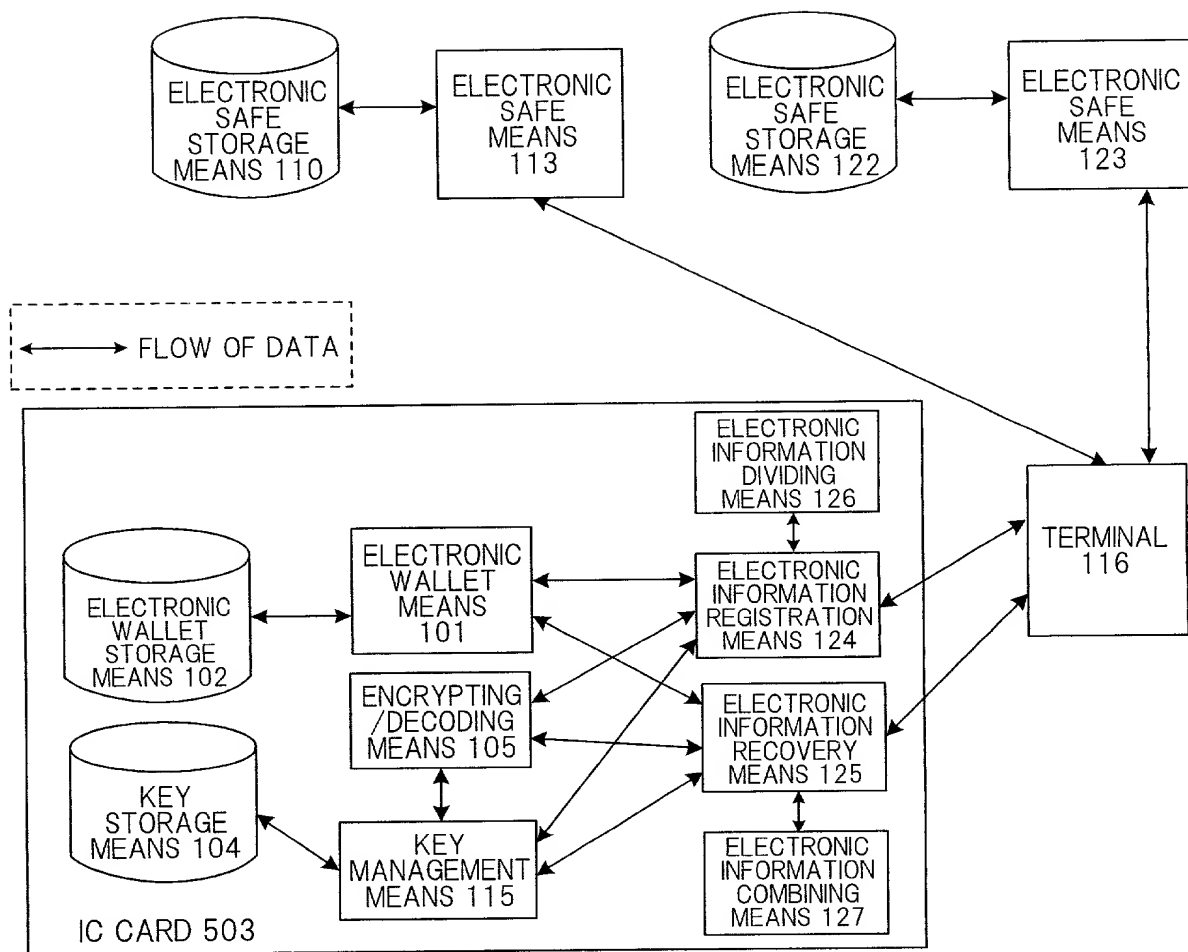 ELECTRONIC
SAFE
STORAGE
MEANS 110
ELECTRONIC
SAFE
MEANS
113
ELECTRONIC
SAFE
STORAGE
MEANS 122
ELECTRONIC
SAFE
MEANS
123
FLOW OF DATA
ELECTRONIC
INFORMATION
DIVIDING
MEANS 126
TERMINAL
116
ELECTRONIC
WALLET
STORAGE
MEANS 102
ELECTRONIC
WALLET
MEANS
101
ELECTRONIC
INFORMATION
REGISTRATION
MEANS 124
ENCRYPTING
/DECODING
MEANS 105
ELECTRONIC
INFORMATION
RECOVERY
MEANS 125
KEY
STORAGE
MEANS 104
KEY
MANAGEMENT
MEANS 115
ELECTRONIC
INFORMATION
COMBINING
MEANS 127
IC CARD 503